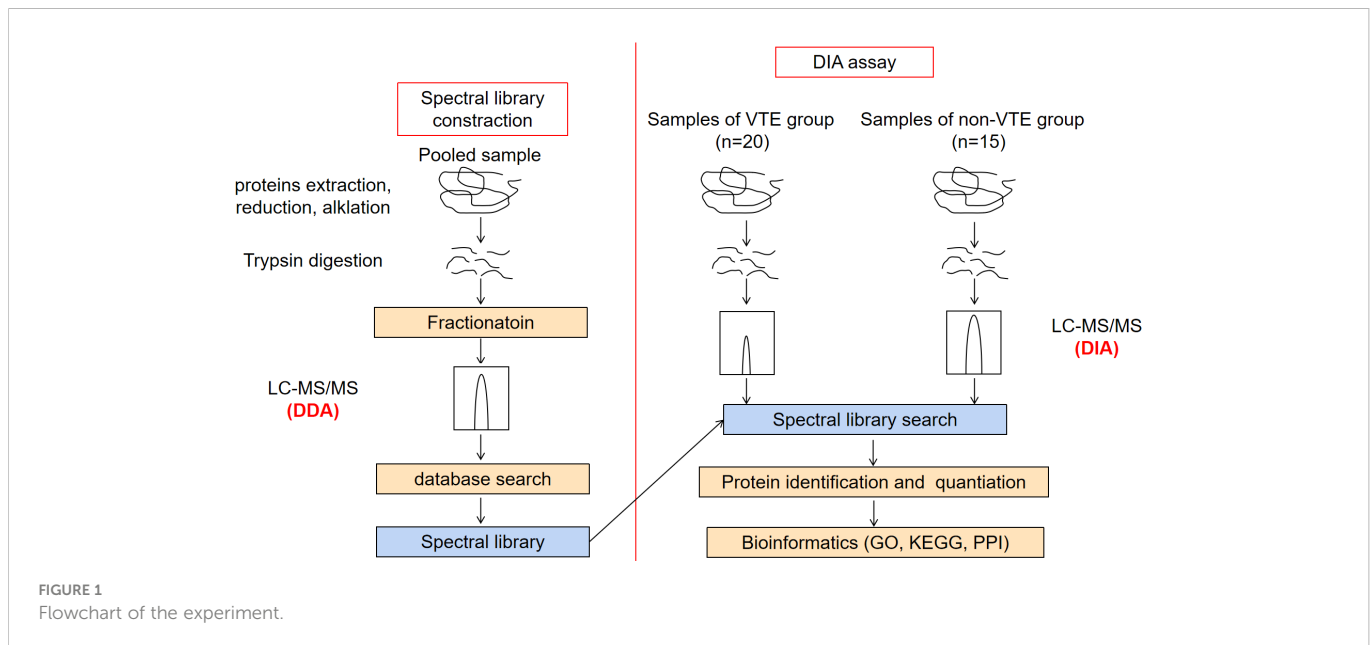 Spectral library
constraction
Pooled sample
proteins extraction,
reduction, alklation
Trypsin digestion
Fractionatoin
LC-MS/MS
(DDA)
database search
Spectral library
DIA assay
Samples of VTE group
(n=20)
Samples of non-VTE group
(n=15)
LC-MS/MS
(DIA)
Spectral library search
Protein identification and quantiation
Bioinformatics (GO, KEGG, PPI)
FIGURE 1
Flowchart of the experiment.